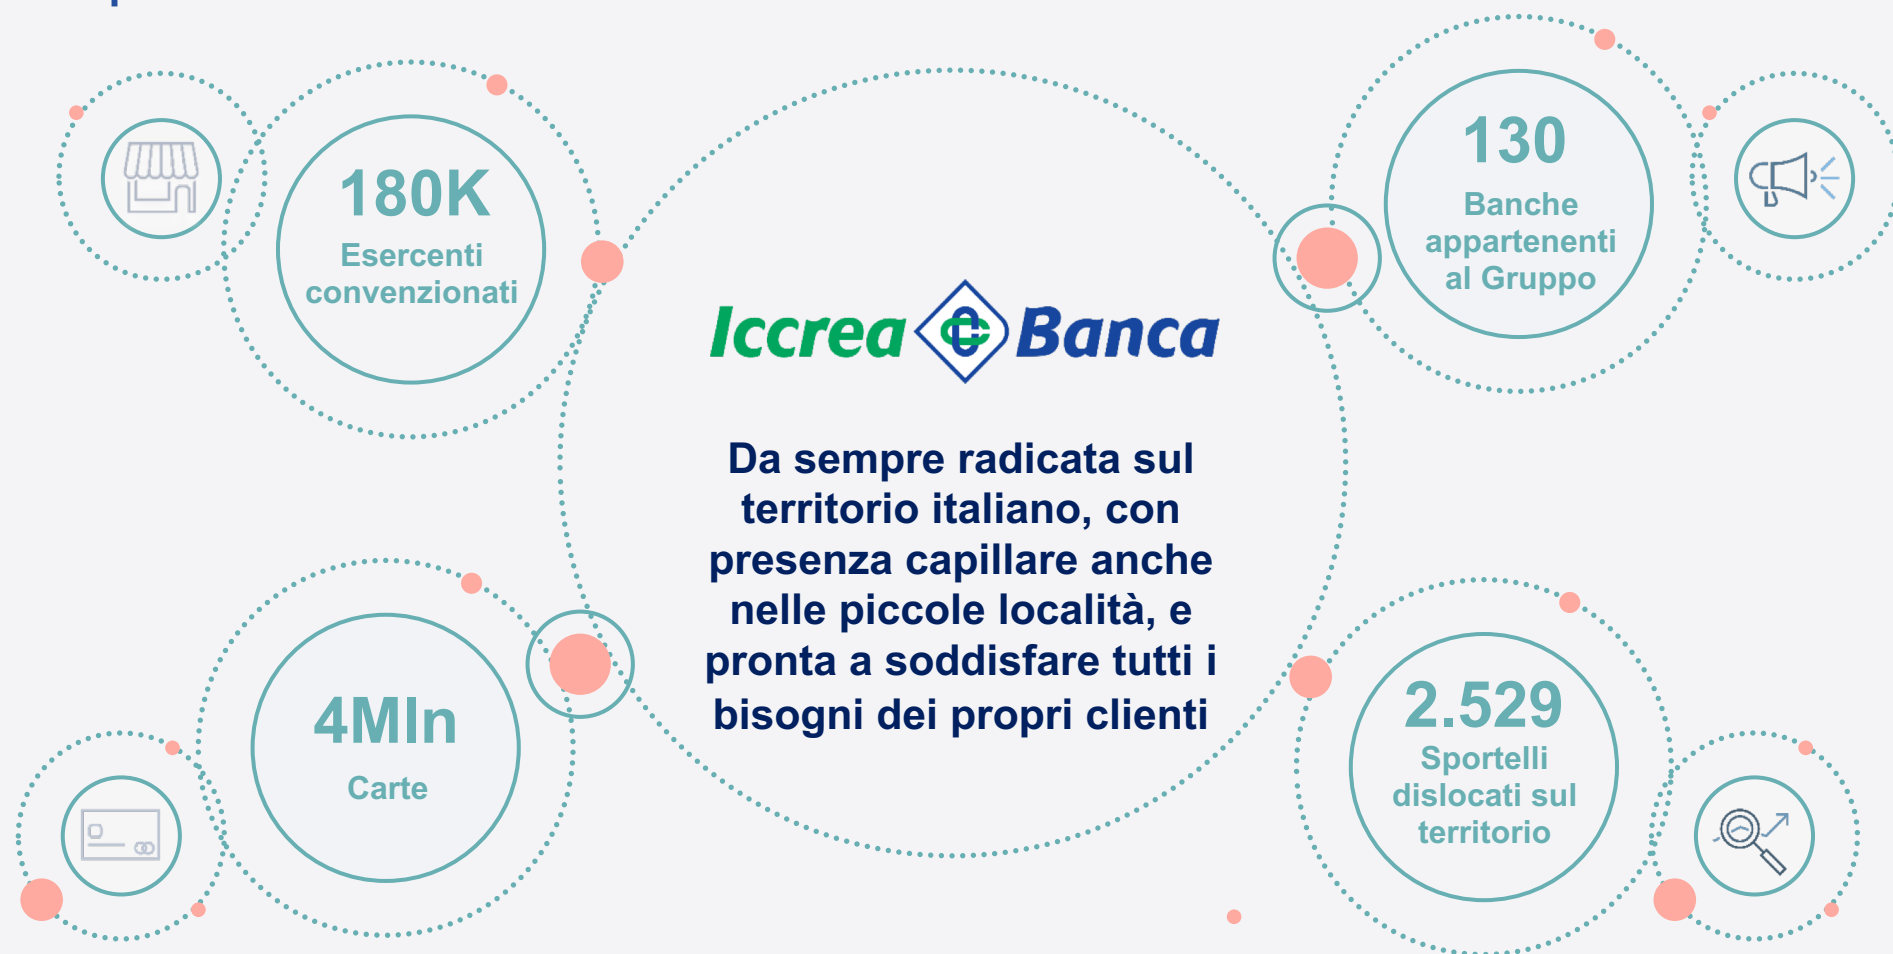 180K
Esercenti
convenzionati
130
Banche
appartenenti
al Gruppo
Iccrea Banca
Da sempre radicata sul
territorio italiano, con
presenza capillare anche
nelle piccole località, e
pronta a soddisfare tutti i
bisogni dei propri clienti
4Mln
Carte
2.529
Sportelli
dislocati sul
territorio